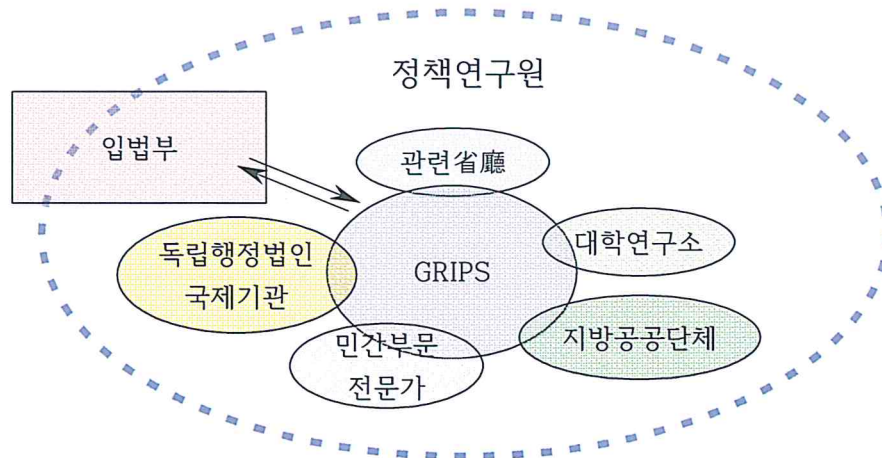 정책연구원
입법부
관련省廳
대학연구소
독립행정법인
국제기관
GRIPS
지방공공단체
민간부문
전문가